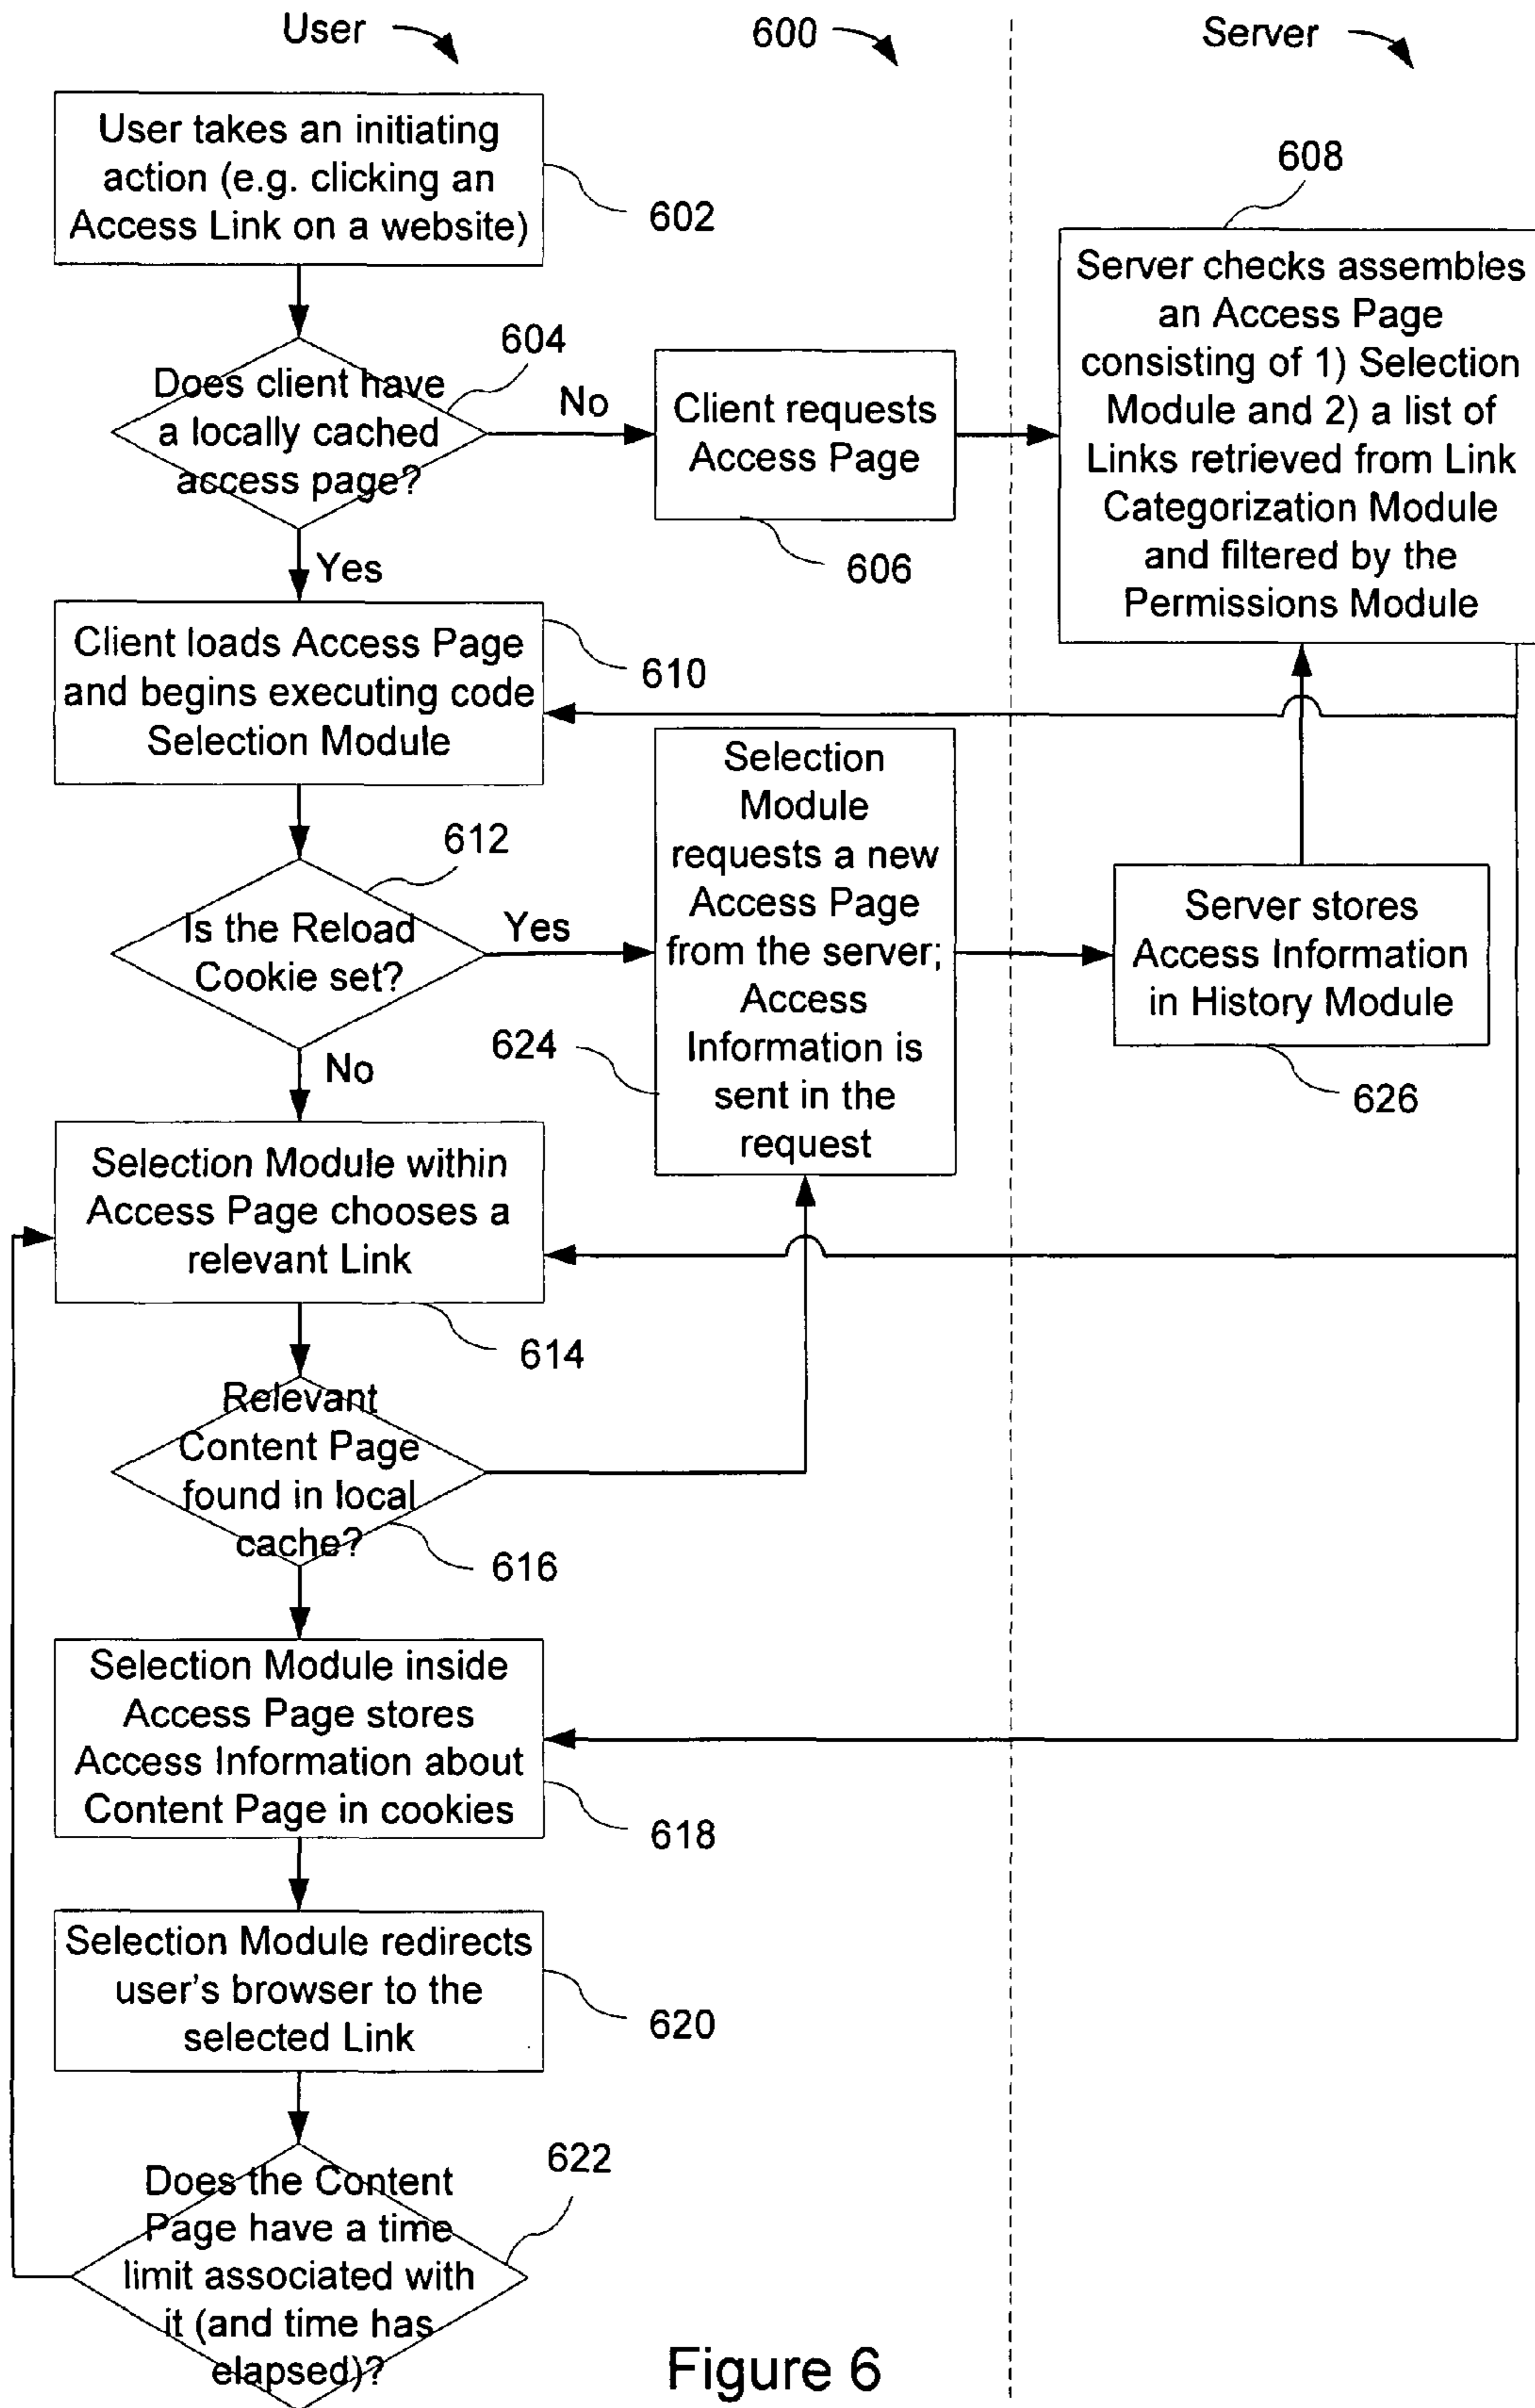 User
600
Server
User takes an initiating
action (e.g. clicking an
Access Link on a website)
602
608
Server checks assembles
an Access Page
consisting of 1) Selection
Module and 2) a list of
Links retrieved from Link
Categorization Module
and filtered by the
Permissions Module
604
Does client have
a locally cached
access page?
No
Client requests
Access Page
606
Yes
Client loads Access Page
and begins executing code
Selection Module
610
612
Is the Reload
Cookie set?
Yes
Selection
Module
requests a new
Access Page
from the server;
Access
Information is
sent in the
request
624
Server stores
Access Information
in History Module
626
No
Selection Module within
Access Page chooses a
relevant Link
614
Relevant
Content Page
found in local
cache?
616
Selection Module inside
Access Page stores
Access Information about
Content Page in cookies
618
Selection Module redirects
user's browser to the
selected Link
620
622
Does the Content
Page have a time
limit associated with
it (and time has
elapsed)?
Figure 6